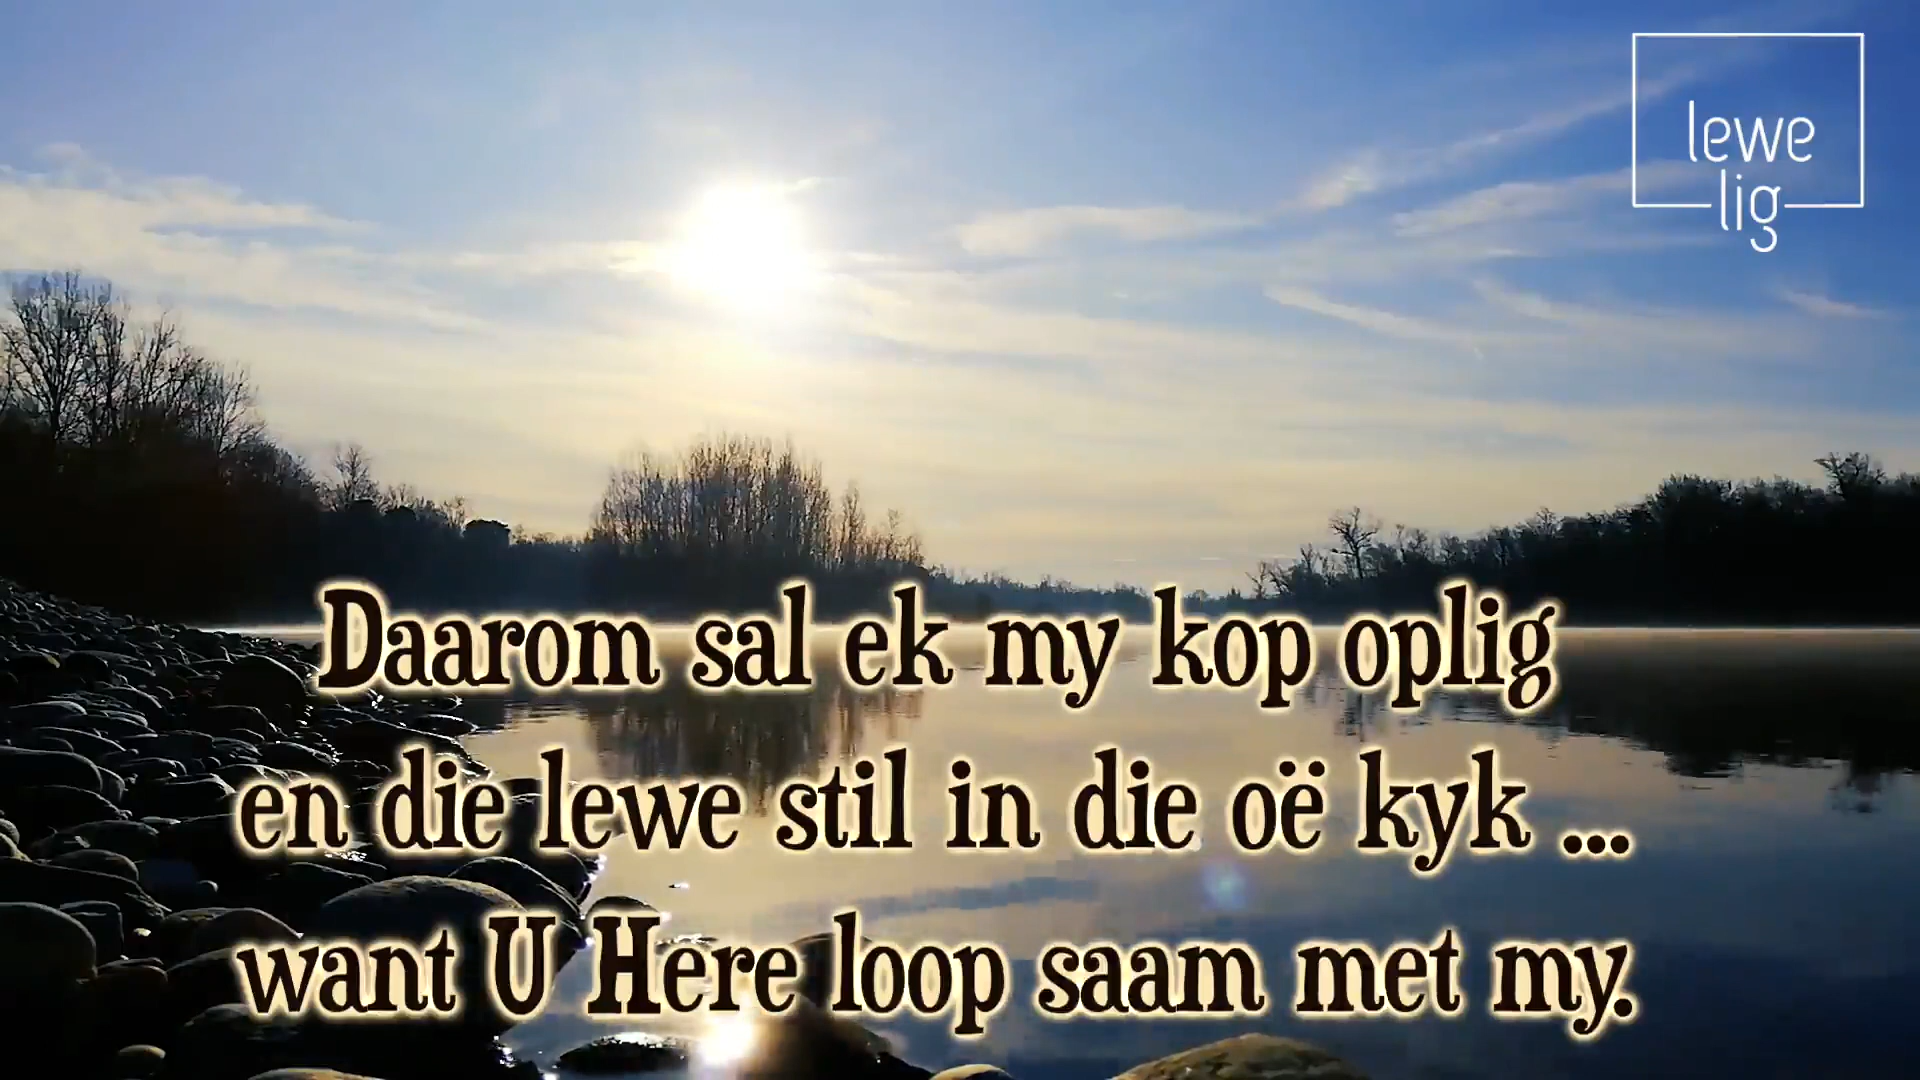 lewe
lig
Daarom sal ek my kop oplig
en die lewe stil in die oë kyk ...
want U Here loop saam met my.